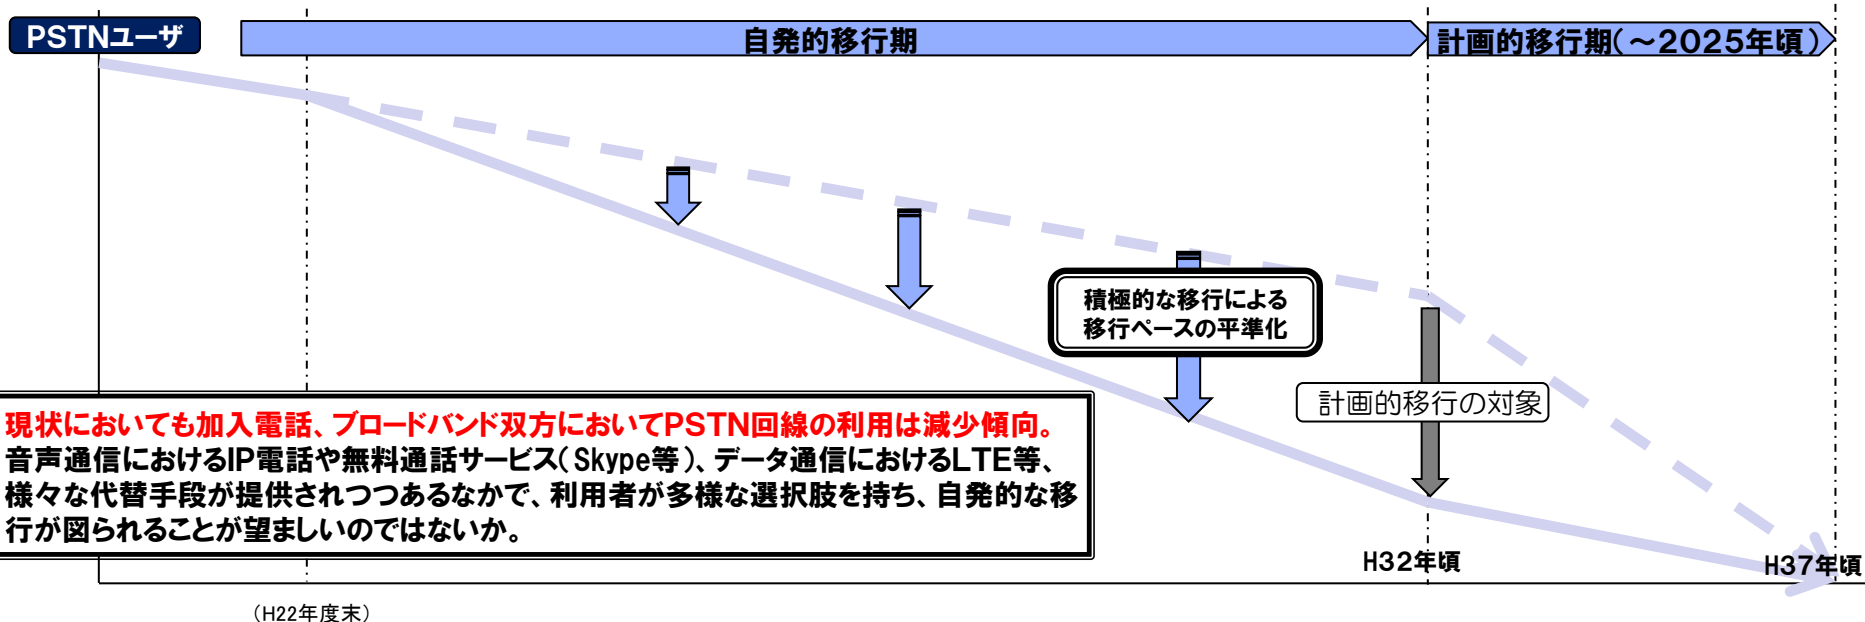 PSTNユーザ
自発的移行期
計画的移行期(~2025年頃)
積極的な移行による
移行ペースの平準化
計画的移行の対象
現状においても加入電話、ブロードバンド双方においてPSTN回線の利用は減少傾向。
音声通信におけるIP電話や無料通話サービス(Skype等)、データ通信におけるLTE等、
様々な代替手段が提供されつつあるなかで、利用者が多様な選択肢を持ち、自発的な移
行が図られることが望ましいのではないか。
H32年頃
H37年頃
(H22年度末)